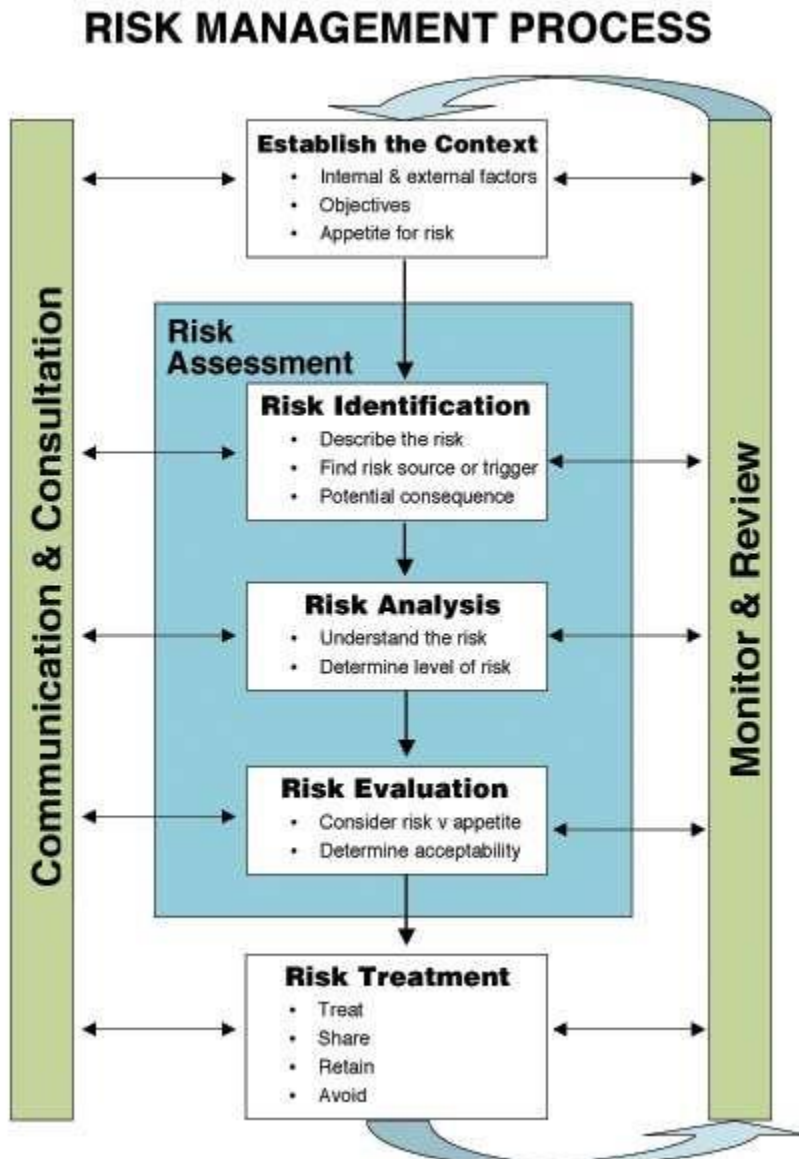 RISK MANAGEMENT PROCESS
Establish the Context
• Internal & external factors
• Objectives
• Appetite for risk
Risk
Assessment
Risk Identification
• Describe the risk
• Find risk source or trigger
• Potential consequence
Risk Analysis
• Understand the risk
• Determine level of risk
Risk Evaluation
• Consider risk v appetite
• Determine acceptability
Risk Treatment
• Treat
• Share
• Retain
• Avoid
Communication & Consultation
Monitor & Review